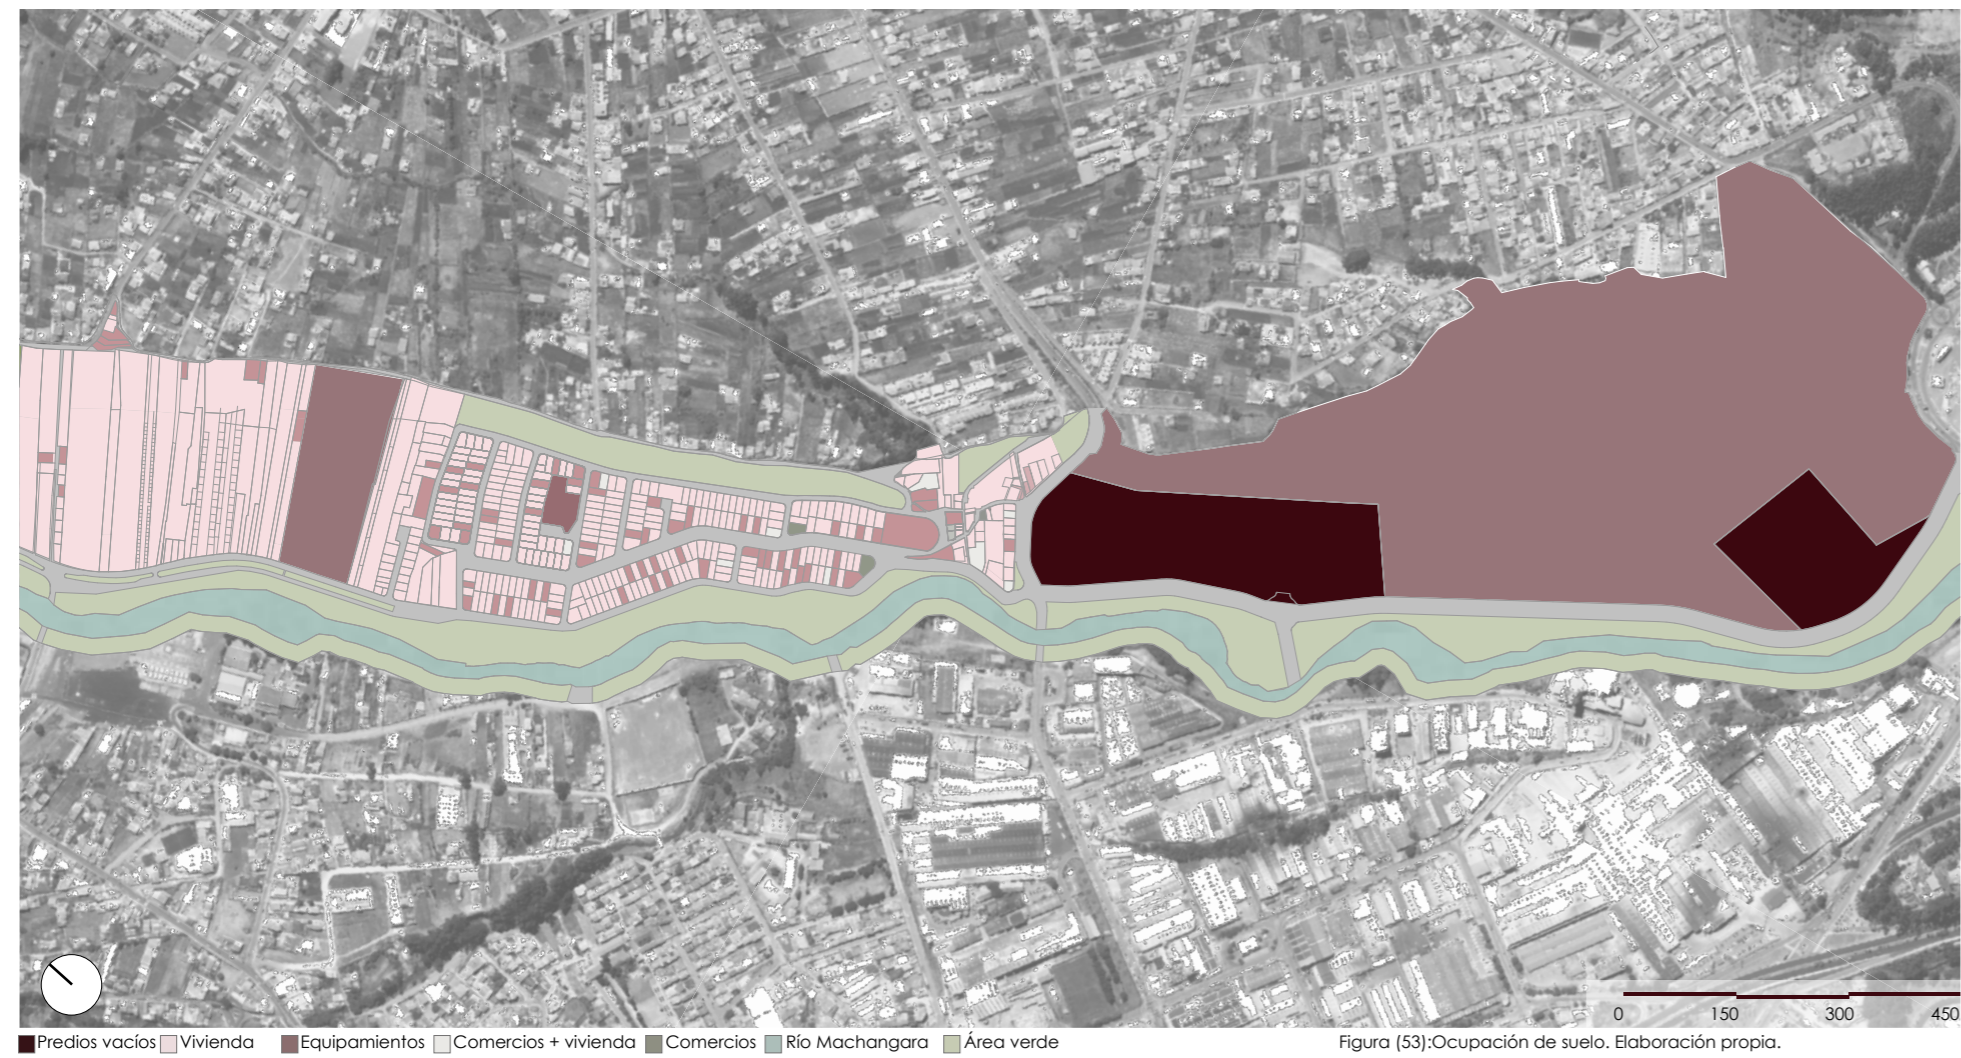 0 150 300 450
Predios vacíos Vivienda Equipamientos Comercios + vivienda Comercios Río Machangara Área verde Figura (53):Ocupación de suelo. Elaboración propia.